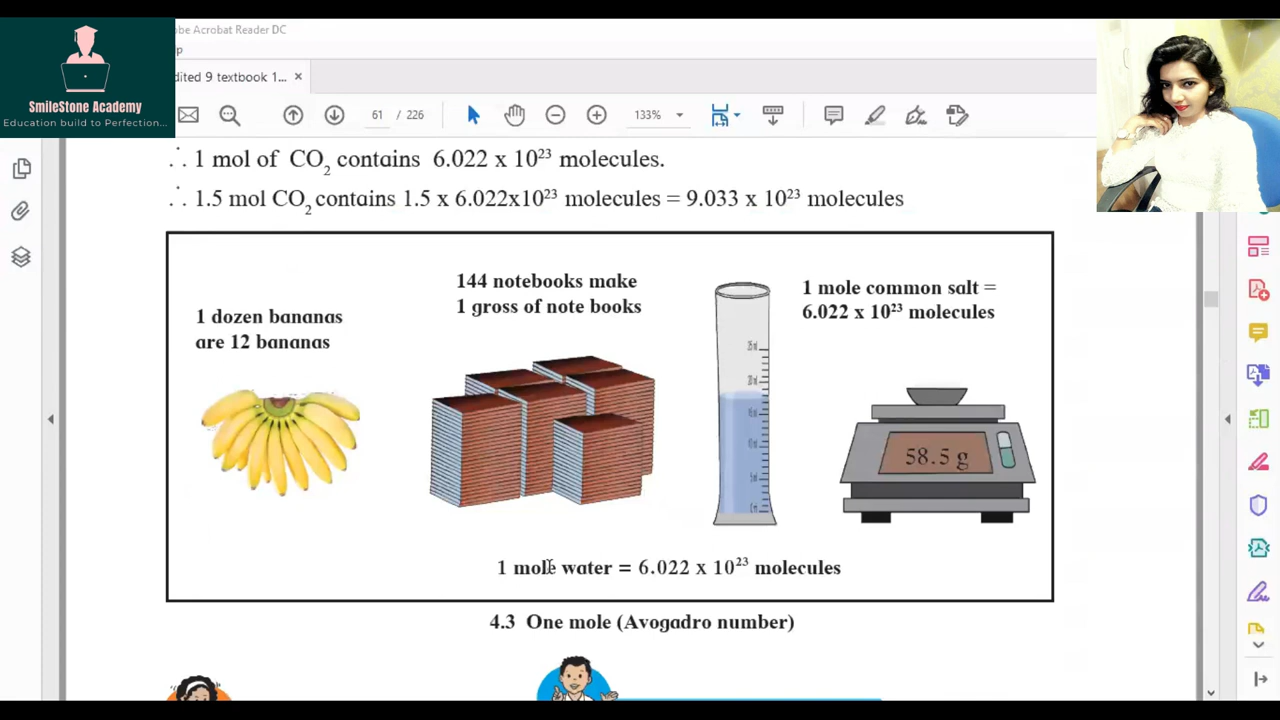 obe Acrobat Reader DC
p
dited 9 textbook 1...
61 / 226
133%
SmileStone Academy
Education build to Perfection...
∴ 1 mol of CO₂ contains 6.022 x 10²³ molecules.
∴ 1.5 mol CO₂ contains 1.5 x 6.022x10²³ molecules = 9.033 x 10²³ molecules
1 dozen bananas
are 12 bananas
144 notebooks make
1 gross of note books
1 mole common salt =
6.022 x 10²³ molecules
58.5 g
1 mole water = 6.022 x 10²³ molecules
4.3 One mole (Avogadro number)